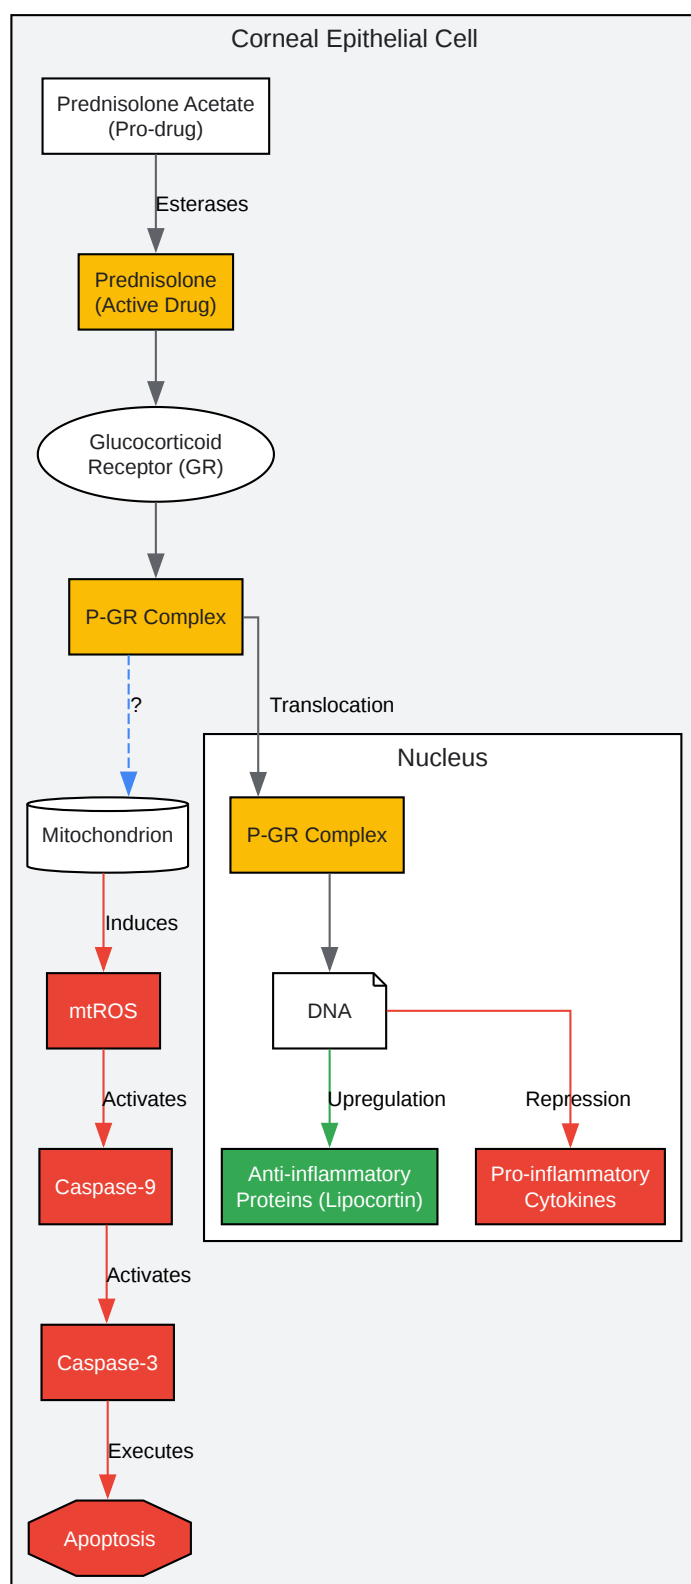 Corneal Epithelial Cell
Prednisolone Acetate
(Pro-drug)
Esterases
Prednisolone
(Active Drug)
Glucocorticoid
Receptor (GR)
P-GR Complex
?
Translocation
Nucleus
Mitochondrion
P-GR Complex
Induces
mtROS
DNA
Activates
Upregulation
Repression
Caspase-9
Anti-inflammatory
Proteins (Lipocortin)
Pro-inflammatory
Cytokines
Activates
Caspase-3
Executes
Apoptosis